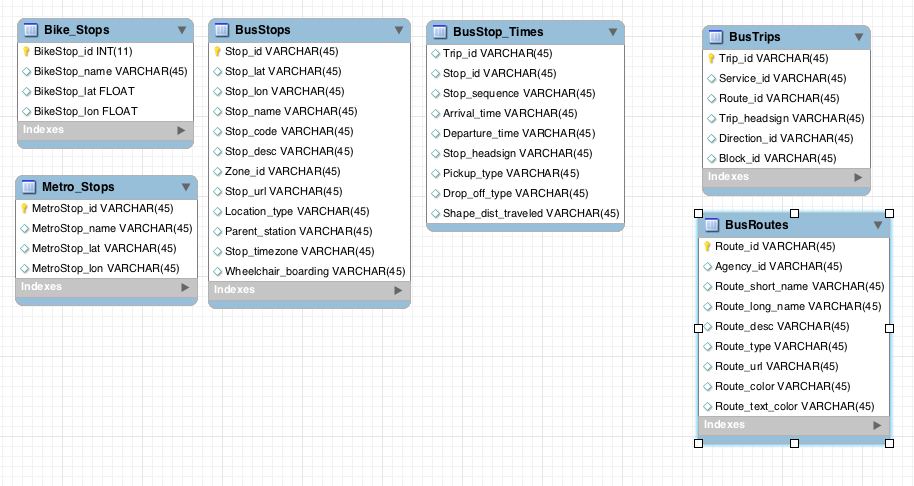 Bike_Stops
BikeStop_id INT(11)
BikeStop_name VARCHAR(45)
BikeStop_lat FLOAT
BikeStop_lon FLOAT
Indexes
Metro_Stops
MetroStop_id VARCHAR(45)
MetroStop_name VARCHAR(45)
MetroStop_lat VARCHAR(45)
MetroStop_lon VARCHAR(45)
Indexes
BusStops
Stop_id VARCHAR(45)
Stop_lat VARCHAR(45)
Stop_lon VARCHAR(45)
Stop_name VARCHAR(45)
Stop_code VARCHAR(45)
Stop_desc VARCHAR(45)
Zone_id VARCHAR(45)
Stop_url VARCHAR(45)
Location_type VARCHAR(45)
Parent_station VARCHAR(45)
Stop_timezone VARCHAR(45)
Wheelchair_boarding VARCHAR(45)
Indexes
BusStop_Times
Trip_id VARCHAR(45)
Stop_id VARCHAR(45)
Stop_sequence VARCHAR(45)
Arrival_time VARCHAR(45)
Departure_time VARCHAR(45)
Stop_headsign VARCHAR(45)
Pickup_type VARCHAR(45)
Drop_off_type VARCHAR(45)
Shape_dist_traveled VARCHAR(45)
BusTrips
Trip_id VARCHAR(45)
Service_id VARCHAR(45)
Route_id VARCHAR(45)
Trip_headsign VARCHAR(45)
Direction_id VARCHAR(45)
Block_id VARCHAR(45)
Indexes
BusRoutes
Route_id VARCHAR(45)
Agency_id VARCHAR(45)
Route_short_name VARCHAR(45)
Route_long_name VARCHAR(45)
Route_desc VARCHAR(45)
Route_type VARCHAR(45)
Route_url VARCHAR(45)
Route_color VARCHAR(45)
Route_text_color VARCHAR(45)
Indexes